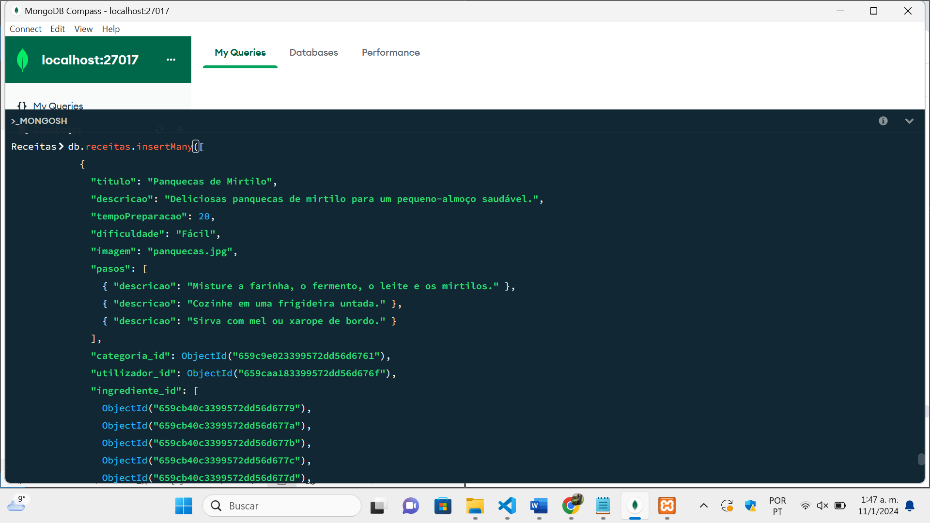 MongoDB Compass - localhost:27017
Connect Edit View Help
localhost:27017 ...
My Queries Databases Performance
{} My Queries
>_MONGOSH
Receitas> db.receitas.insertMany([
{
"titulo": "Panquecas de Mirtilo",
"descricao": "Deliciosas panquecas de mirtilo para um pequeno-almoço saudável.",
"tempoPreparacao": 20,
"dificuldade": "Fácil",
"imagem": "panquecas.jpg",
"pasos": [
{ "descricao": "Misture a farinha, o fermento, o leite e os mirtilos." },
{ "descricao": "Cozinhe em uma frigideira untada." },
{ "descricao": "Sirva com mel ou xarope de bordo." }
],
"categoria_id": ObjectId("659c9e023399572dd56d6761"),
"utilizador_id": ObjectId("659caa183399572dd56d676f"),
"ingrediente_id": [
ObjectId("659cb40c3399572dd56d6779"),
ObjectId("659cb40c3399572dd56d677a"),
ObjectId("659cb40c3399572dd56d677b"),
ObjectId("659cb40c3399572dd56d677c"),
ObjectId("659cb40c3399572dd56d677d"),
9°
Buscar
POR
PT
1:47 a. m.
11/1/2024